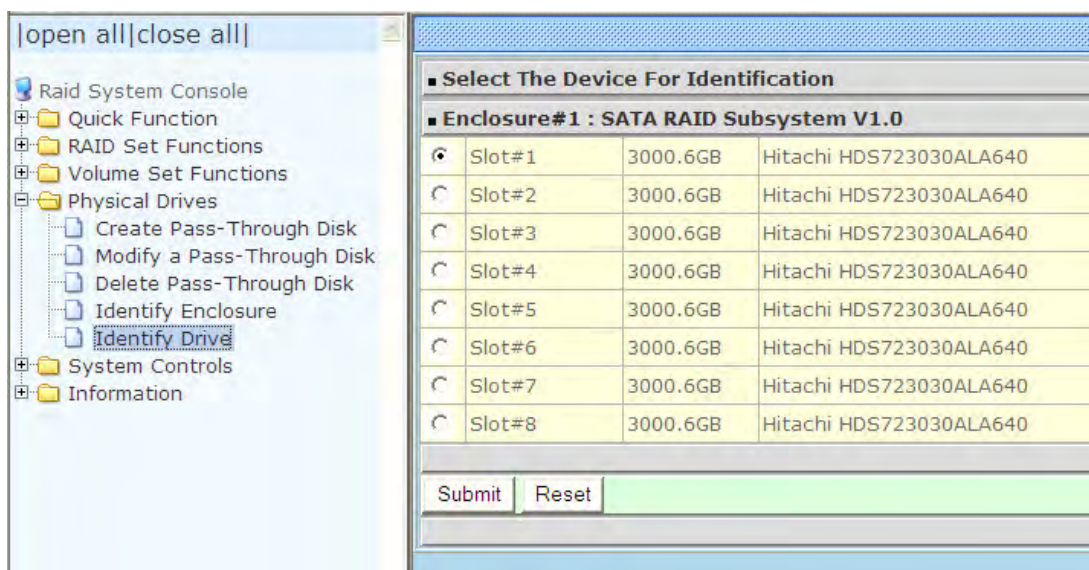 |open all|close all|
Raid System Console
Quick Function
RAID Set Functions
Volume Set Functions
Physical Drives
Create Pass-Through Disk
Modify a Pass-Through Disk
Delete Pass-Through Disk
Identify Enclosure
Identify Drive
System Controls
Information
Select The Device For Identification
Enclosure#1 : SATA RAID Subsystem V1.0
Slot#1 3000.6GB Hitachi HDS723030ALA640
Slot#2 3000.6GB Hitachi HDS723030ALA640
Slot#3 3000.6GB Hitachi HDS723030ALA640
Slot#4 3000.6GB Hitachi HDS723030ALA640
Slot#5 3000.6GB Hitachi HDS723030ALA640
Slot#6 3000.6GB Hitachi HDS723030ALA640
Slot#7 3000.6GB Hitachi HDS723030ALA640
Slot#8 3000.6GB Hitachi HDS723030ALA640
Submit Reset